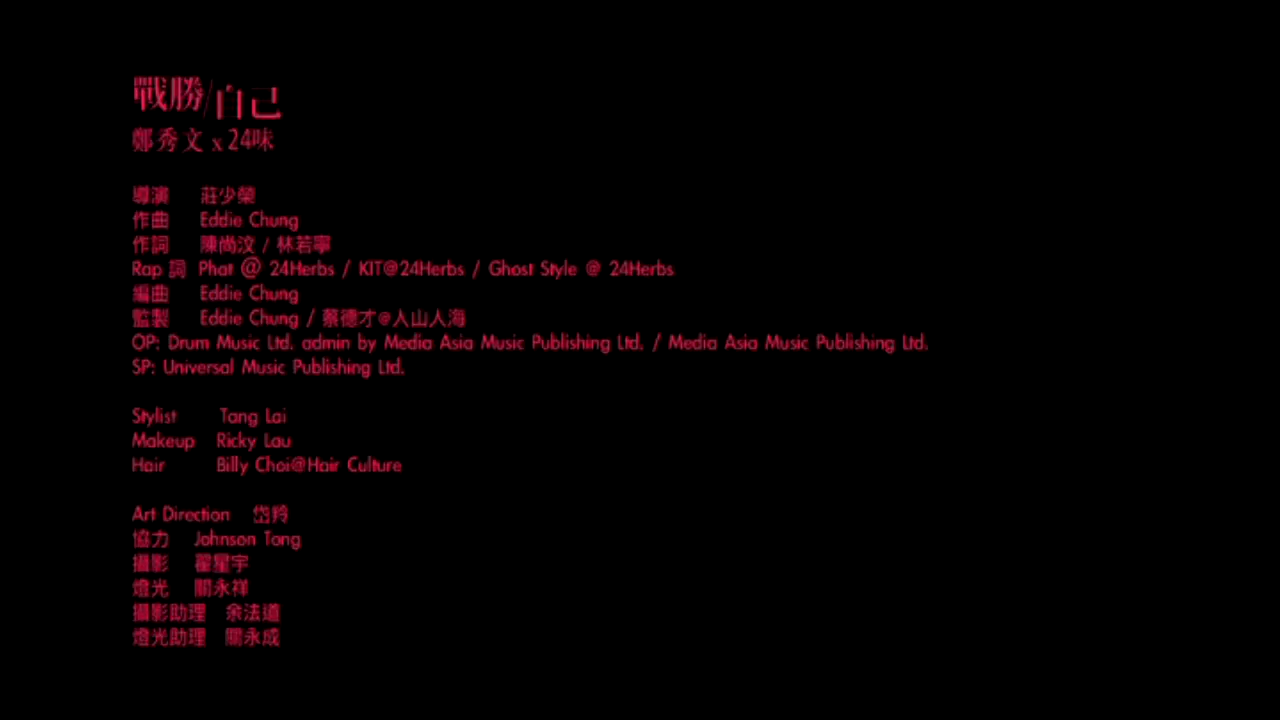 戰勝/自己
鄭秀文 x 24味
導演 莊少榮
作曲 Eddie Chung
作詞 陳尚汶 / 林若寧
Rap 詞 Phat @ 24Herbs / KIT@24Herbs / Ghost Style @ 24Herbs
編曲 Eddie Chung
監製 Eddie Chung / 蔡德才@人山人海
OP: Drum Music Ltd. admin by Media Asia Music Publishing Ltd. / Media Asia Music Publishing Ltd.
SP: Universal Music Publishing Ltd.
Stylist Tang Lai
Makeup Ricky Lau
Hair Billy Choi@Hair Culture
Art Direction
協力 Johnson Tang
攝影 翟星宇
燈光 關永祥
攝影助理 余法道
燈光助理 關永成